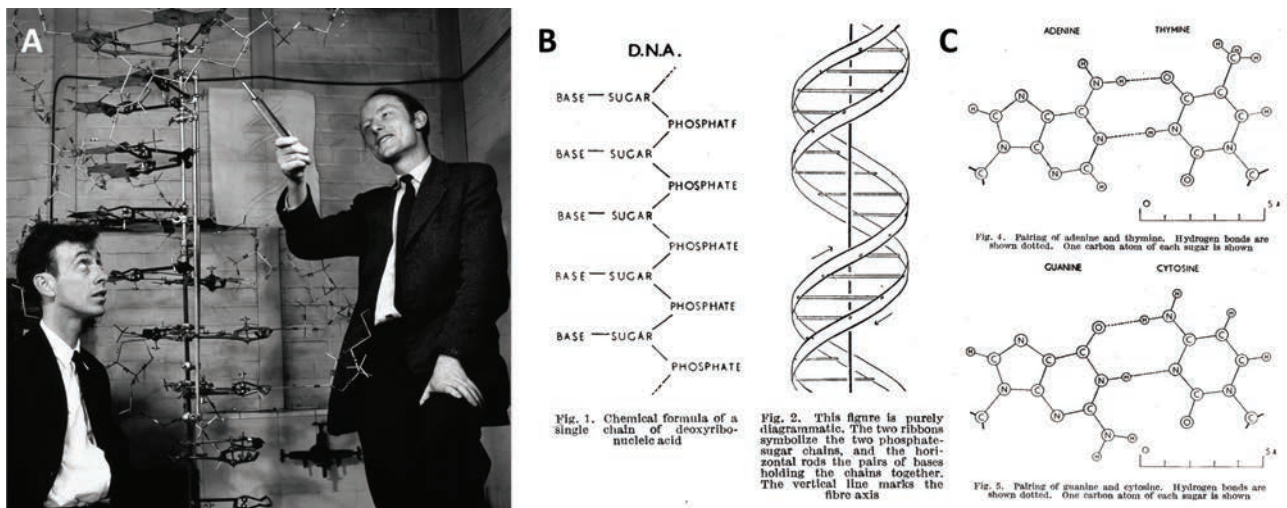 A
B
D.N.A.
BASE — SUGAR
PHOSPHATE
BASE — SUGAR
PHOSPHATE
BASE — SUGAR
PHOSPHATE
BASE — SUGAR
PHOSPHATE
BASE — SUGAR
PHOSPHATE
Fig. 1. Chemical formula of a
single chain of deoxyribo-
nucleic acid
Fig. 2. This figure is purely
diagrammatic. The two ribbons
symbolize the two phosphate-
sugar chains, and the hori-
zontal rods the pairs of bases
holding the chains together.
The vertical line marks the
fibre axis
C
ADENINE THYMINE
H
H
H
N
H
O
C
H
H
N
C
C
C
C
H
C
C
N
H
N
C
N
C
N
C
N
C
C
H
O
C
O 5 A
Fig. 4. Pairing of adenine and thymine. Hydrogen bonds are
shown dotted. One carbon atom of each sugar is shown
GUANINE CYTOSINE
H
O
H
N
H
N
C
C
C
H
H
C
C
N
H
N
C
H
N
C
N
C
C
N
C
N
H
O
C
H
O 5 A
Fig. 5. Pairing of guanine and cytosine. Hydrogen bonds are
shown dotted. One carbon atom of each sugar is shown